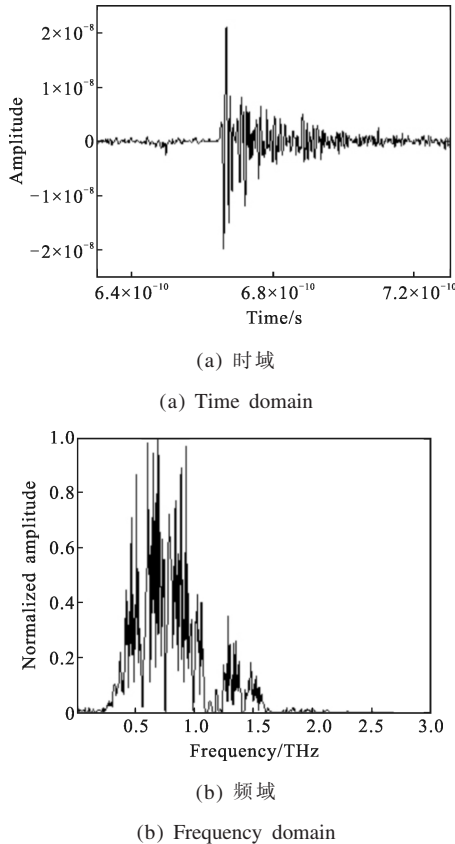 2×10⁻⁸
1×10⁻⁸
0
−1×10⁻⁸
−2×10⁻⁸
Amplitude
6.4×10⁻¹⁰ 6.8×10⁻¹⁰ 7.2×10⁻¹⁰
Time/s
(a) 时域
(a) Time domain
1.0
0.8
0.6
0.4
0.2
0
Normalized amplitude
0.5 1.0 1.5 2.0 2.5 3.0
Frequency/THz
(b) 频域
(b) Frequency domain